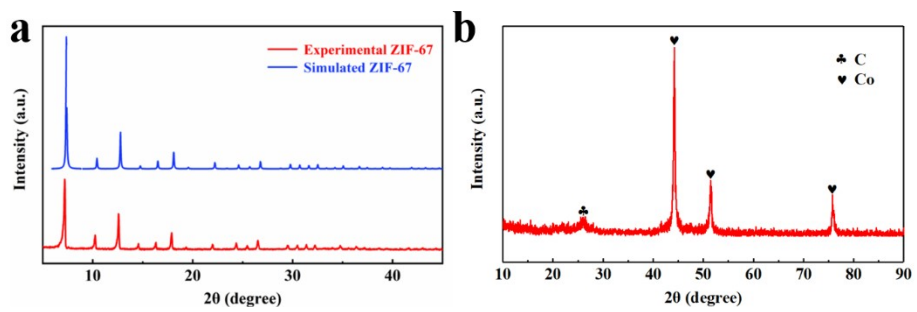 a
Experimental ZIF-67
Simulated ZIF-67
Intensity (a.u.)
10 20 30 40
2θ (degree)
b
♣ C
♥ Co
Intensity (a.u.)
10 20 30 40 50 60 70 80 90
2θ (degree)